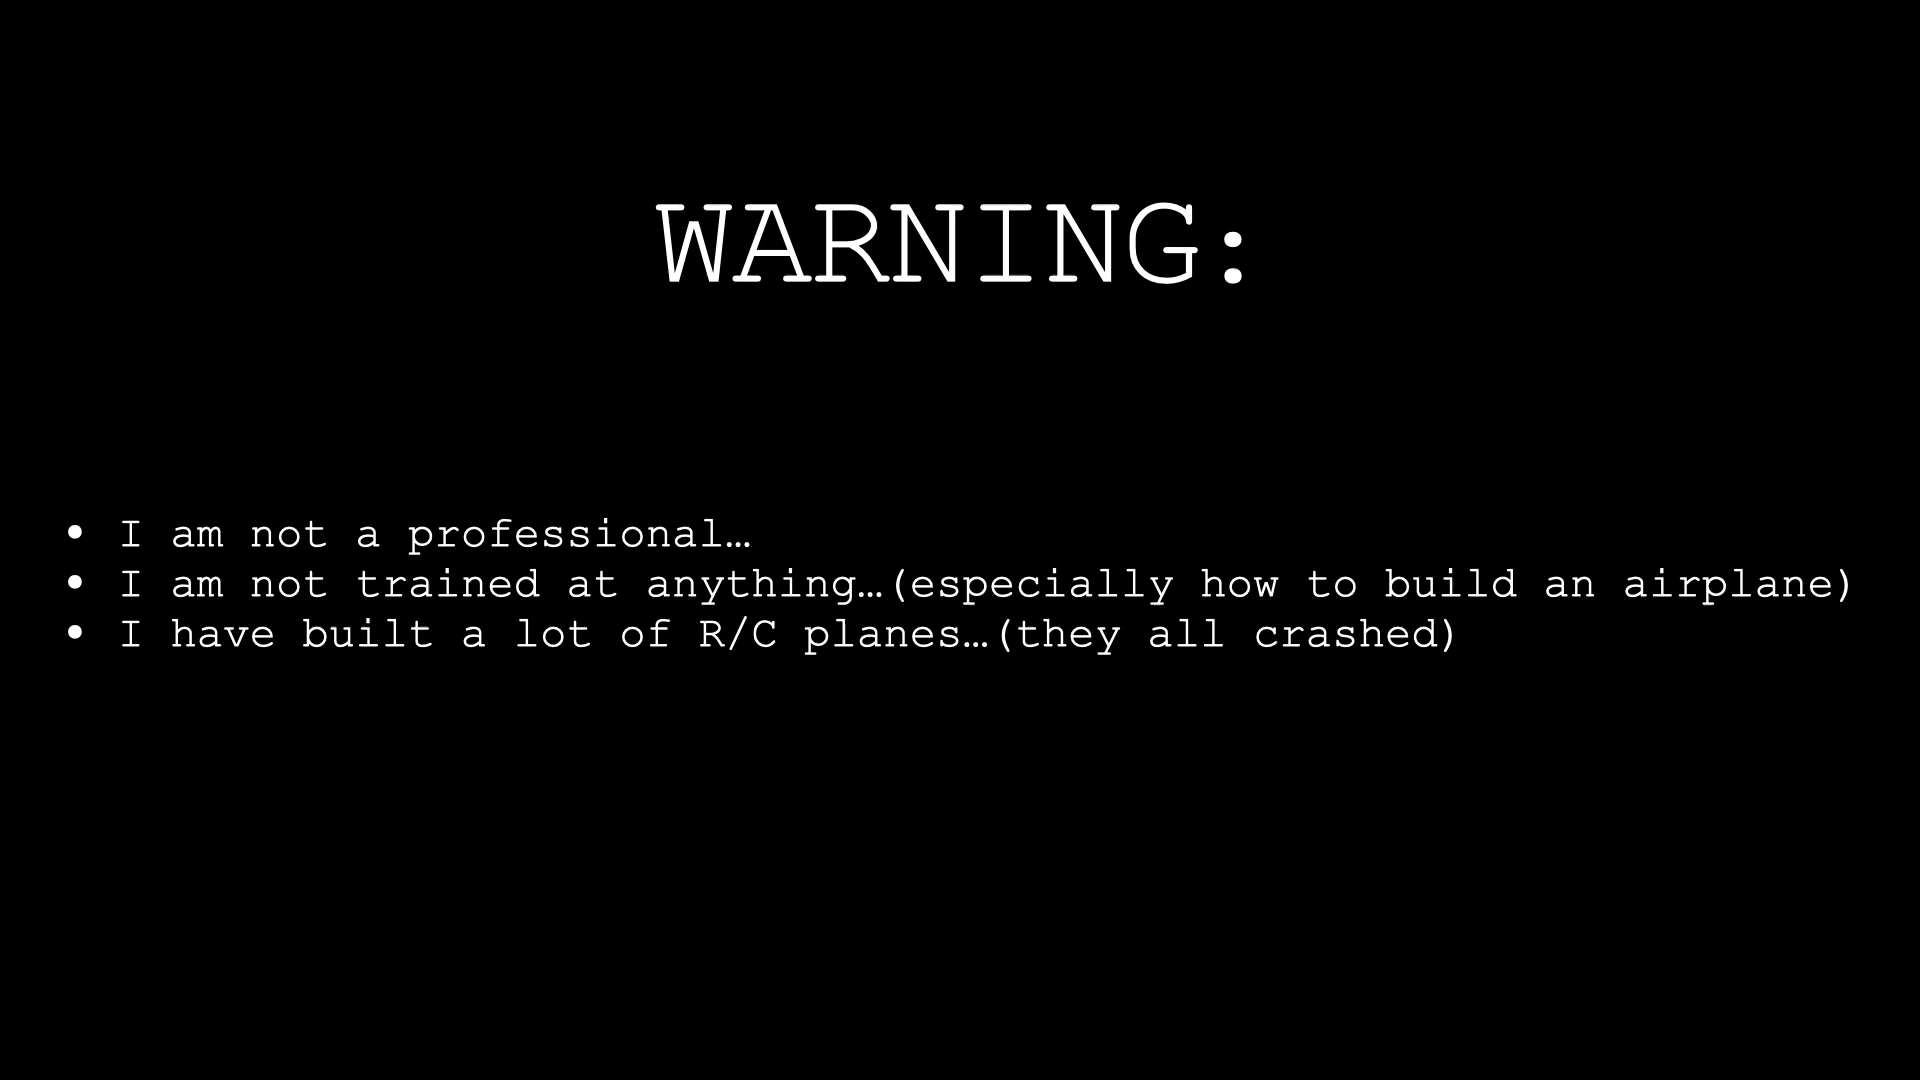 WARNING:
• I am not a professional…
• I am not trained at anything…(especially how to build an airplane)
• I have built a lot of R/C planes…(they all crashed)